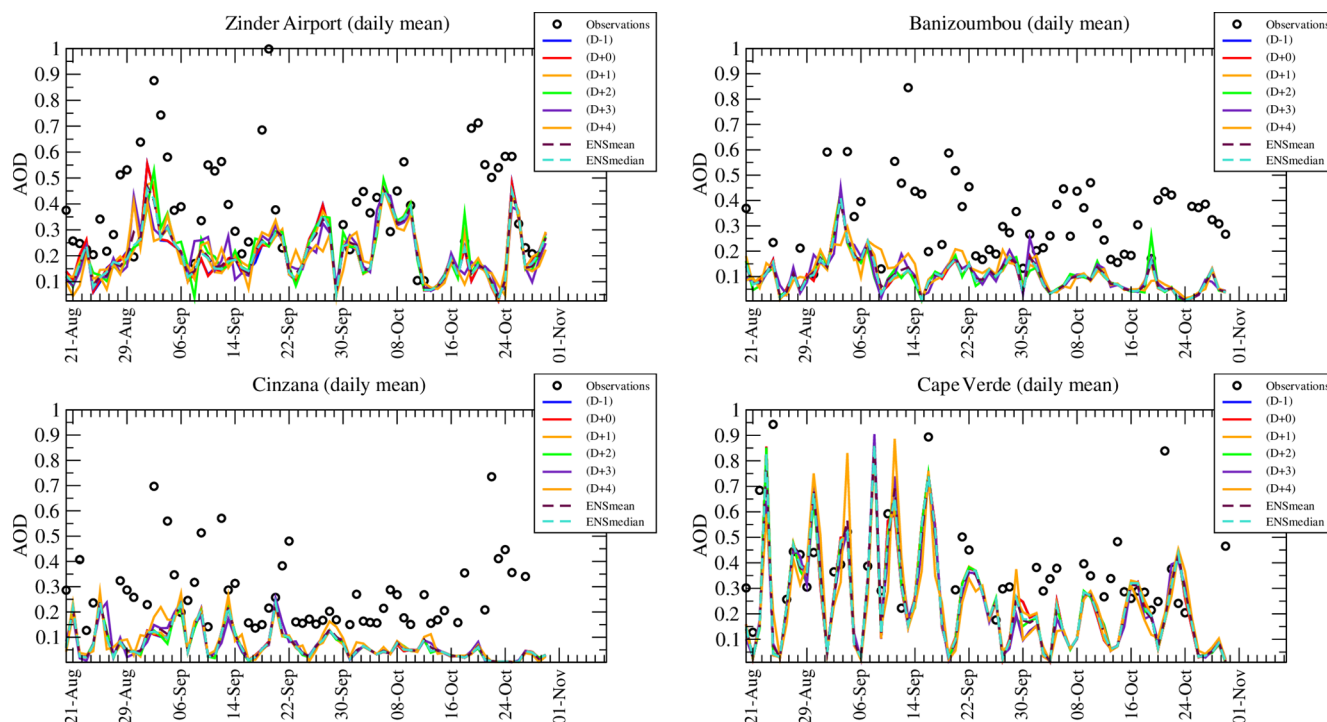 Zinder Airport (daily mean)
Observations
(D-1)
(D+0)
(D+1)
(D+2)
(D+3)
(D+4)
ENSmean
ENSmedian
AOD
1
0.9
0.8
0.7
0.6
0.5
0.4
0.3
0.2
0.1
21-Aug
29-Aug
06-Sep
14-Sep
22-Sep
30-Sep
08-Oct
16-Oct
24-Oct
01-Nov
Banizoumbou (daily mean)
Observations
(D-1)
(D+0)
(D+1)
(D+2)
(D+3)
(D+4)
ENSmean
ENSmedian
AOD
1
0.9
0.8
0.7
0.6
0.5
0.4
0.3
0.2
0.1
21-Aug
29-Aug
06-Sep
14-Sep
22-Sep
30-Sep
08-Oct
16-Oct
24-Oct
01-Nov
Cinzana (daily mean)
Observations
(D-1)
(D+0)
(D+1)
(D+2)
(D+3)
(D+4)
ENSmean
ENSmedian
AOD
1
0.9
0.8
0.7
0.6
0.5
0.4
0.3
0.2
0.1
21-Aug
29-Aug
06-Sep
14-Sep
22-Sep
30-Sep
08-Oct
16-Oct
24-Oct
01-Nov
Cape Verde (daily mean)
Observations
(D-1)
(D+0)
(D+1)
(D+2)
(D+3)
(D+4)
ENSmean
ENSmedian
AOD
1
0.9
0.8
0.7
0.6
0.5
0.4
0.3
0.2
0.1
21-Aug
29-Aug
06-Sep
14-Sep
22-Sep
30-Sep
08-Oct
16-Oct
24-Oct
01-Nov